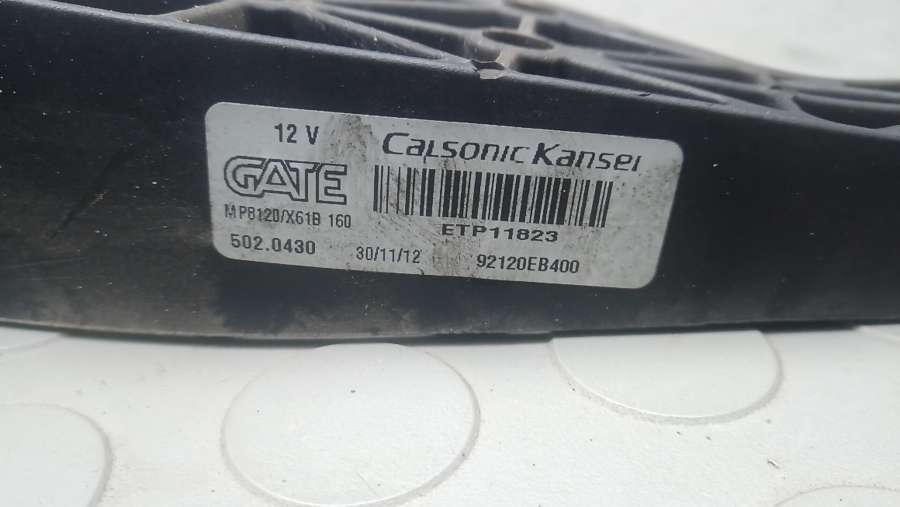 12 V
Calsonic Kansei
GATE
MP8120/X61B 160
ETP11823
502.0430
30/11/12
92120EB400